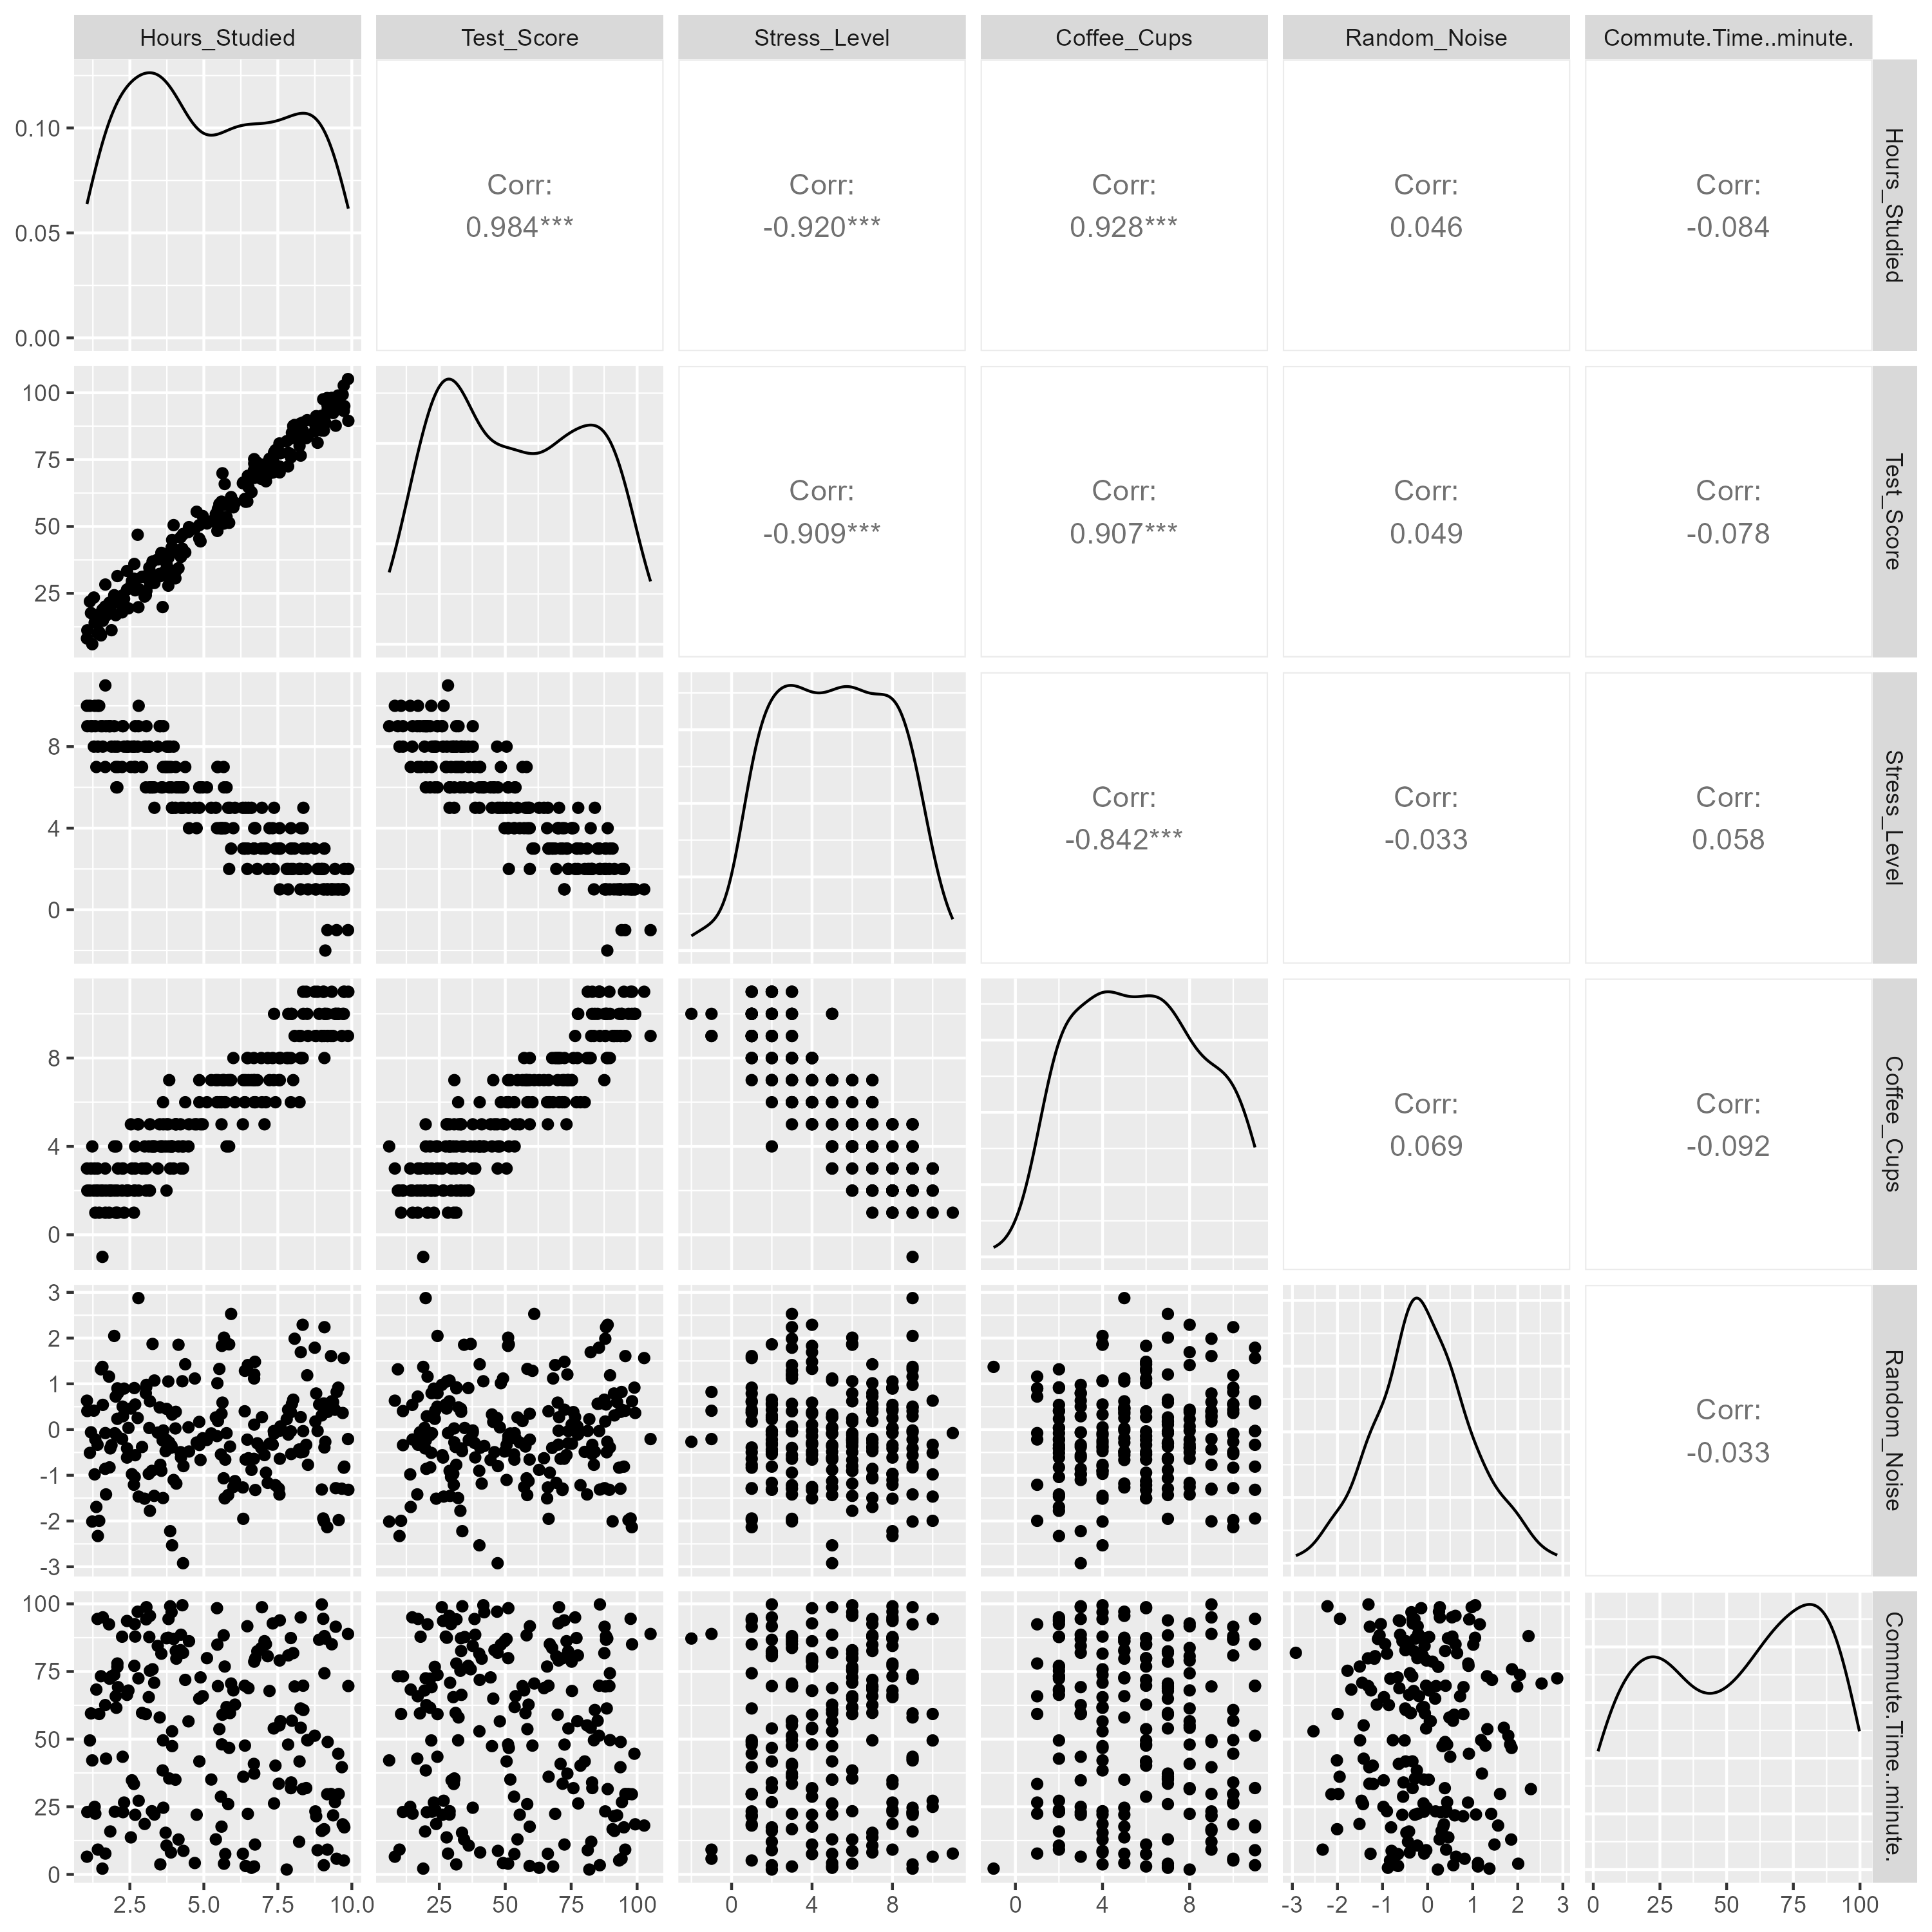 Hours_Studied
Test_Score
Stress_Level
Coffee_Cups
Random_Noise
Commute.Time..minute.
0.10
0.05
0.00
Corr:
0.984***
Corr:
-0.920***
Corr:
0.928***
Corr:
0.046
Corr:
-0.084
Hours_Studied
100
75
50
25
Corr:
-0.909***
Corr:
0.907***
Corr:
0.049
Corr:
-0.078
Test_Score
8
4
0
Corr:
-0.842***
Corr:
-0.033
Corr:
0.058
Stress_Level
8
4
0
Corr:
0.069
Corr:
-0.092
Coffee_Cups
3
2
1
0
-1
-2
-3
Corr:
-0.033
Random_Noise
100
75
50
25
0
Commute.Time..minute.
2.5 5.0 7.5 10.0
25 50 75 100
0 4 8
0 4 8
-3 -2 -1 0 1 2 3
0 25 50 75 100